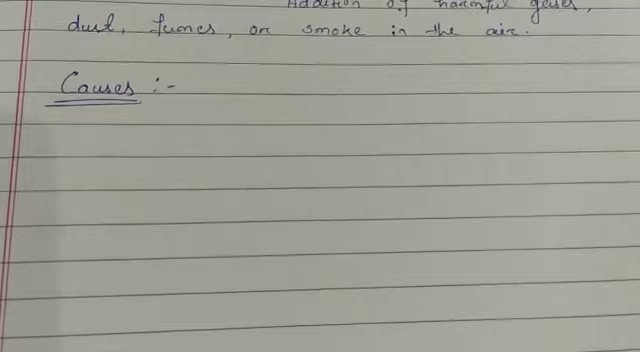 Addition of harmful gases,
dust, fumes, or smoke in the air.
Causes :-